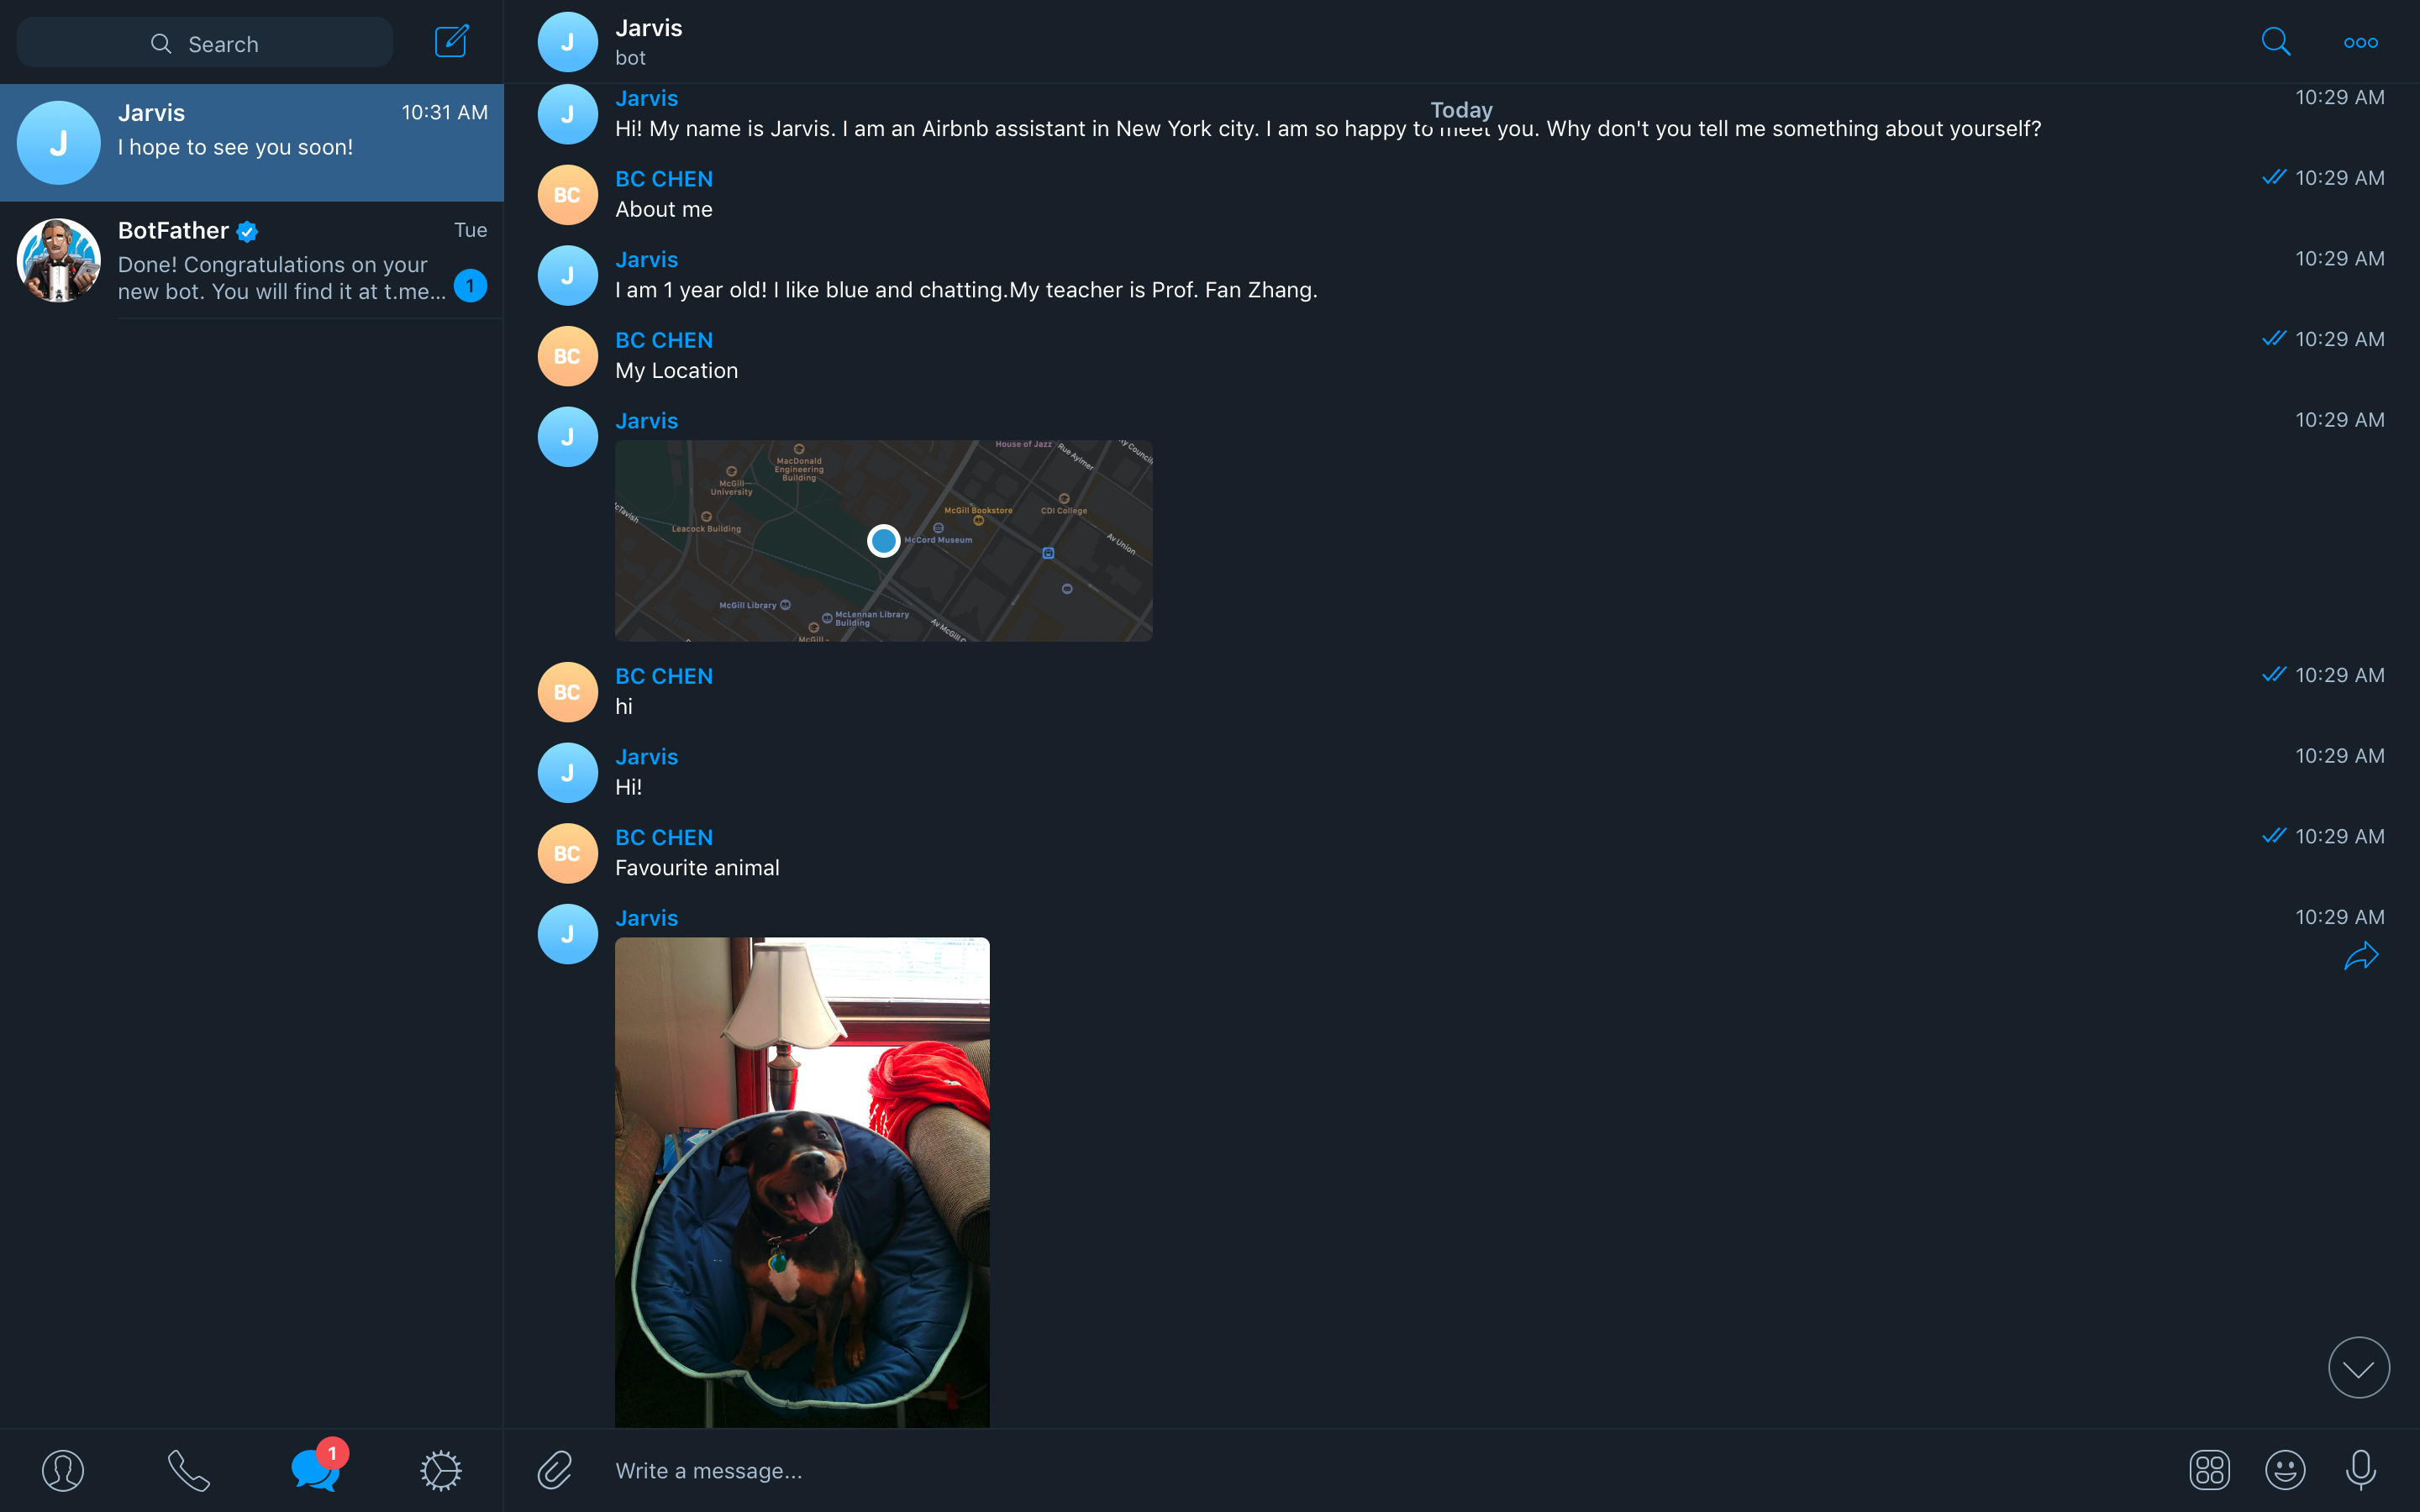 Search
Jarvis
10:31 AM
I hope to see you soon!
BotFather
Tue
Done! Congratulations on your
new bot. You will find it at t.me...
1
1
J
Jarvis
bot
Today
J
Jarvis
10:29 AM
Hi! My name is Jarvis. I am an Airbnb assistant in New York city. I am so happy to meet you. Why don't you tell me something about yourself?
BC
BC CHEN
10:29 AM
About me
J
Jarvis
10:29 AM
I am 1 year old! I like blue and chatting.My teacher is Prof. Fan Zhang.
BC
BC CHEN
10:29 AM
My Location
J
Jarvis
10:29 AM
House of Jazz
Rue Aylmer
MacDonald
Engineering
Building
McGill
University
McGill Bookstore
CDI College
Leacock Building
McCord Museum
Av Union
McGill Library
McLennan Library
Building
McGill -
BC
BC CHEN
10:29 AM
hi
J
Jarvis
10:29 AM
Hi!
BC
BC CHEN
10:29 AM
Favourite animal
J
Jarvis
10:29 AM
Write a message...
J